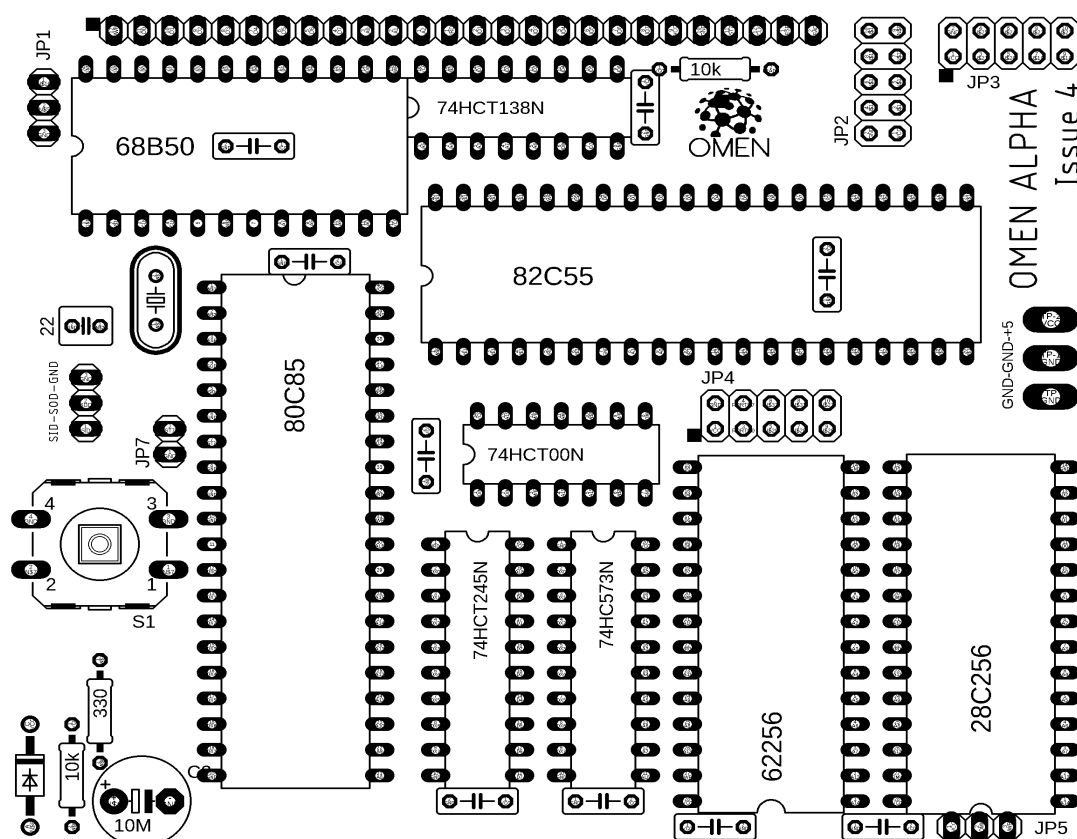 JP1
10k
JP3
74HCT138N
68B50
OMEN
JP2
OMEN ALPHA
Issue 4
82C55
22
80C85
GND-GND-+5
SID-SOD-GND
JP4
JP7
74HCT00N
4
3
2
1
S1
74HCT245N
74HC573N
330
10k
+
10M
62256
28C256
JP5